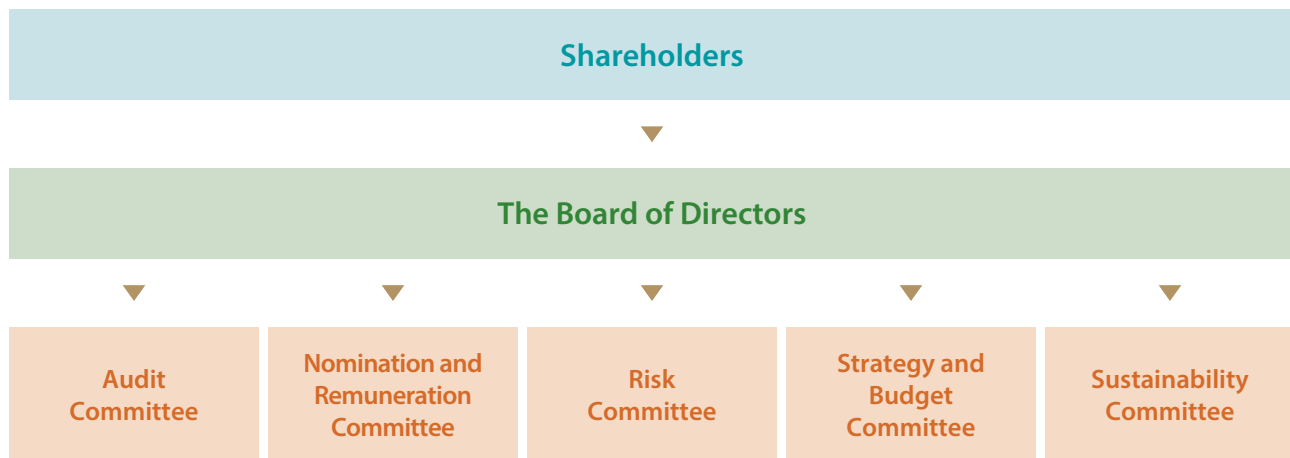 Shareholders
The Board of Directors
Audit
Committee
Nomination and
Remuneration
Committee
Risk
Committee
Strategy and
Budget
Committee
Sustainability
Committee